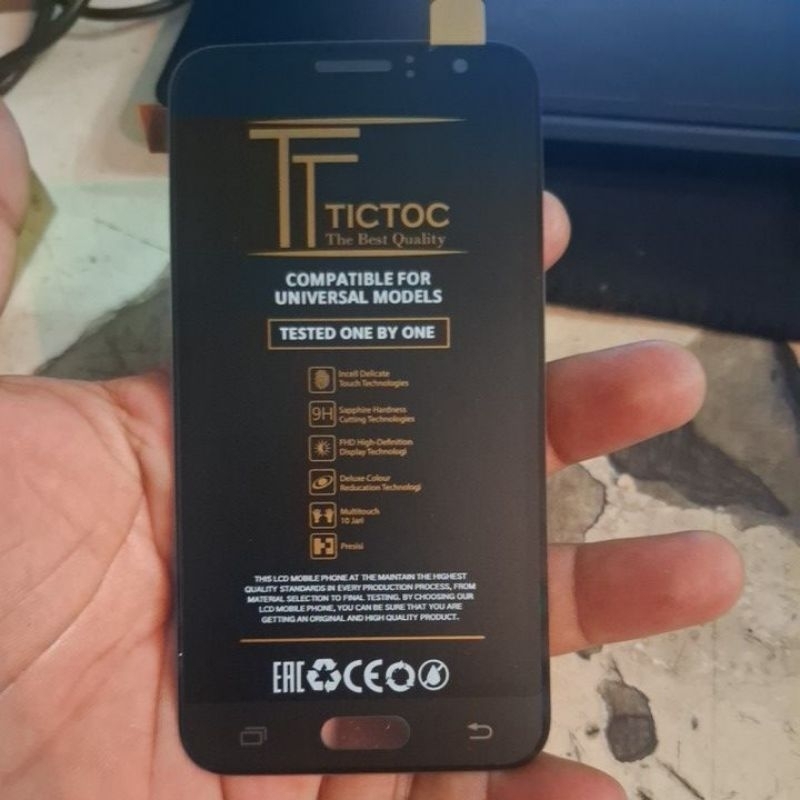 TT
TICTOC
The Best Quality
COMPATIBLE FOR
UNIVERSAL MODELS
TESTED ONE BY ONE
Incell Delicate
Touch Technologies
9H
Sapphire Hardness
Cutting Technologies
FHD High-Definition
Display Technologi
Deluxe Colour
Reducation Technologi
Multitouch
10 Jari
Presisi
THIS LCD MOBILE PHONE AT THE MAINTAIN THE HIGHEST
QUALITY STANDARDS IN EVERY PRODUCTION PROCESS, FROM
MATERIAL SELECTION TO FINAL TESTING. BY CHOOSING OUR
LCD MOBILE PHONE, YOU CAN BE SURE THAT YOU ARE
GETTING AN ORIGINAL AND HIGH QUALITY PRODUCT..
EAC CE